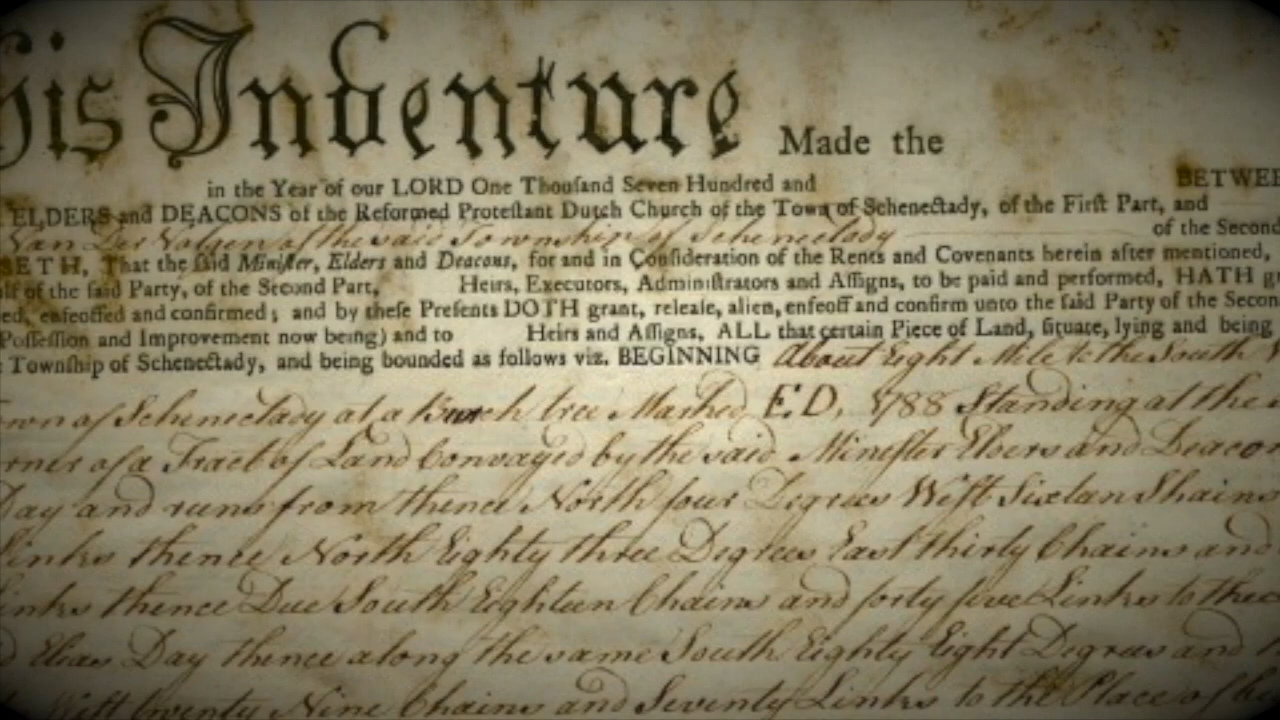 his Indenture Made the
in the Year of our LORD One Thouſand Seven Hundred and BETWEE
ELDERS and DEACONS of the Reformed Proteſtant Dutch Church of the Town of Schenectady, of the Firſt Part, and
Van Der Volgen of the said Township of Schenectady of the Second
SETH, That the ſaid Miniſter, Elders and Deacons, for and in Conſideration of the Rents and Covenants herein after mentioned,
lf of the ſaid Party, of the Second Part, Heirs, Executors, Adminiſtrators and Aſſigns, to be paid and performed, HATH g
ed, enfeoffed and confirmed; and by theſe Preſents DOTH grant, releaſe, alien, enfeoff and confirm unto the ſaid Party of the Secon
Poſſeſſion and Improvement now being) and to Heirs and Aſſigns, ALL that certain Piece of Land, ſituate, lying and being
Township of Schenectady, and being bounded as follows viz. BEGINNING About Eight Mile to the South
own of Schenectady at a tree Marked E.D. 1788 Standing at the
rner of a Tract of Land Convayed by the said Mineſter Elders and Deacon
Day and runs from thence North four Degrees Weſt Sixteen Chains
Links thence North Eighty three Degrees East thirty Chains and
inks thence Due South Eighteen Chains and forty five Links to the
Elias Day thence along the same South Eighty Eight Degrees and
Weſt twenty Nine Chains and Seventy Links to the Place of